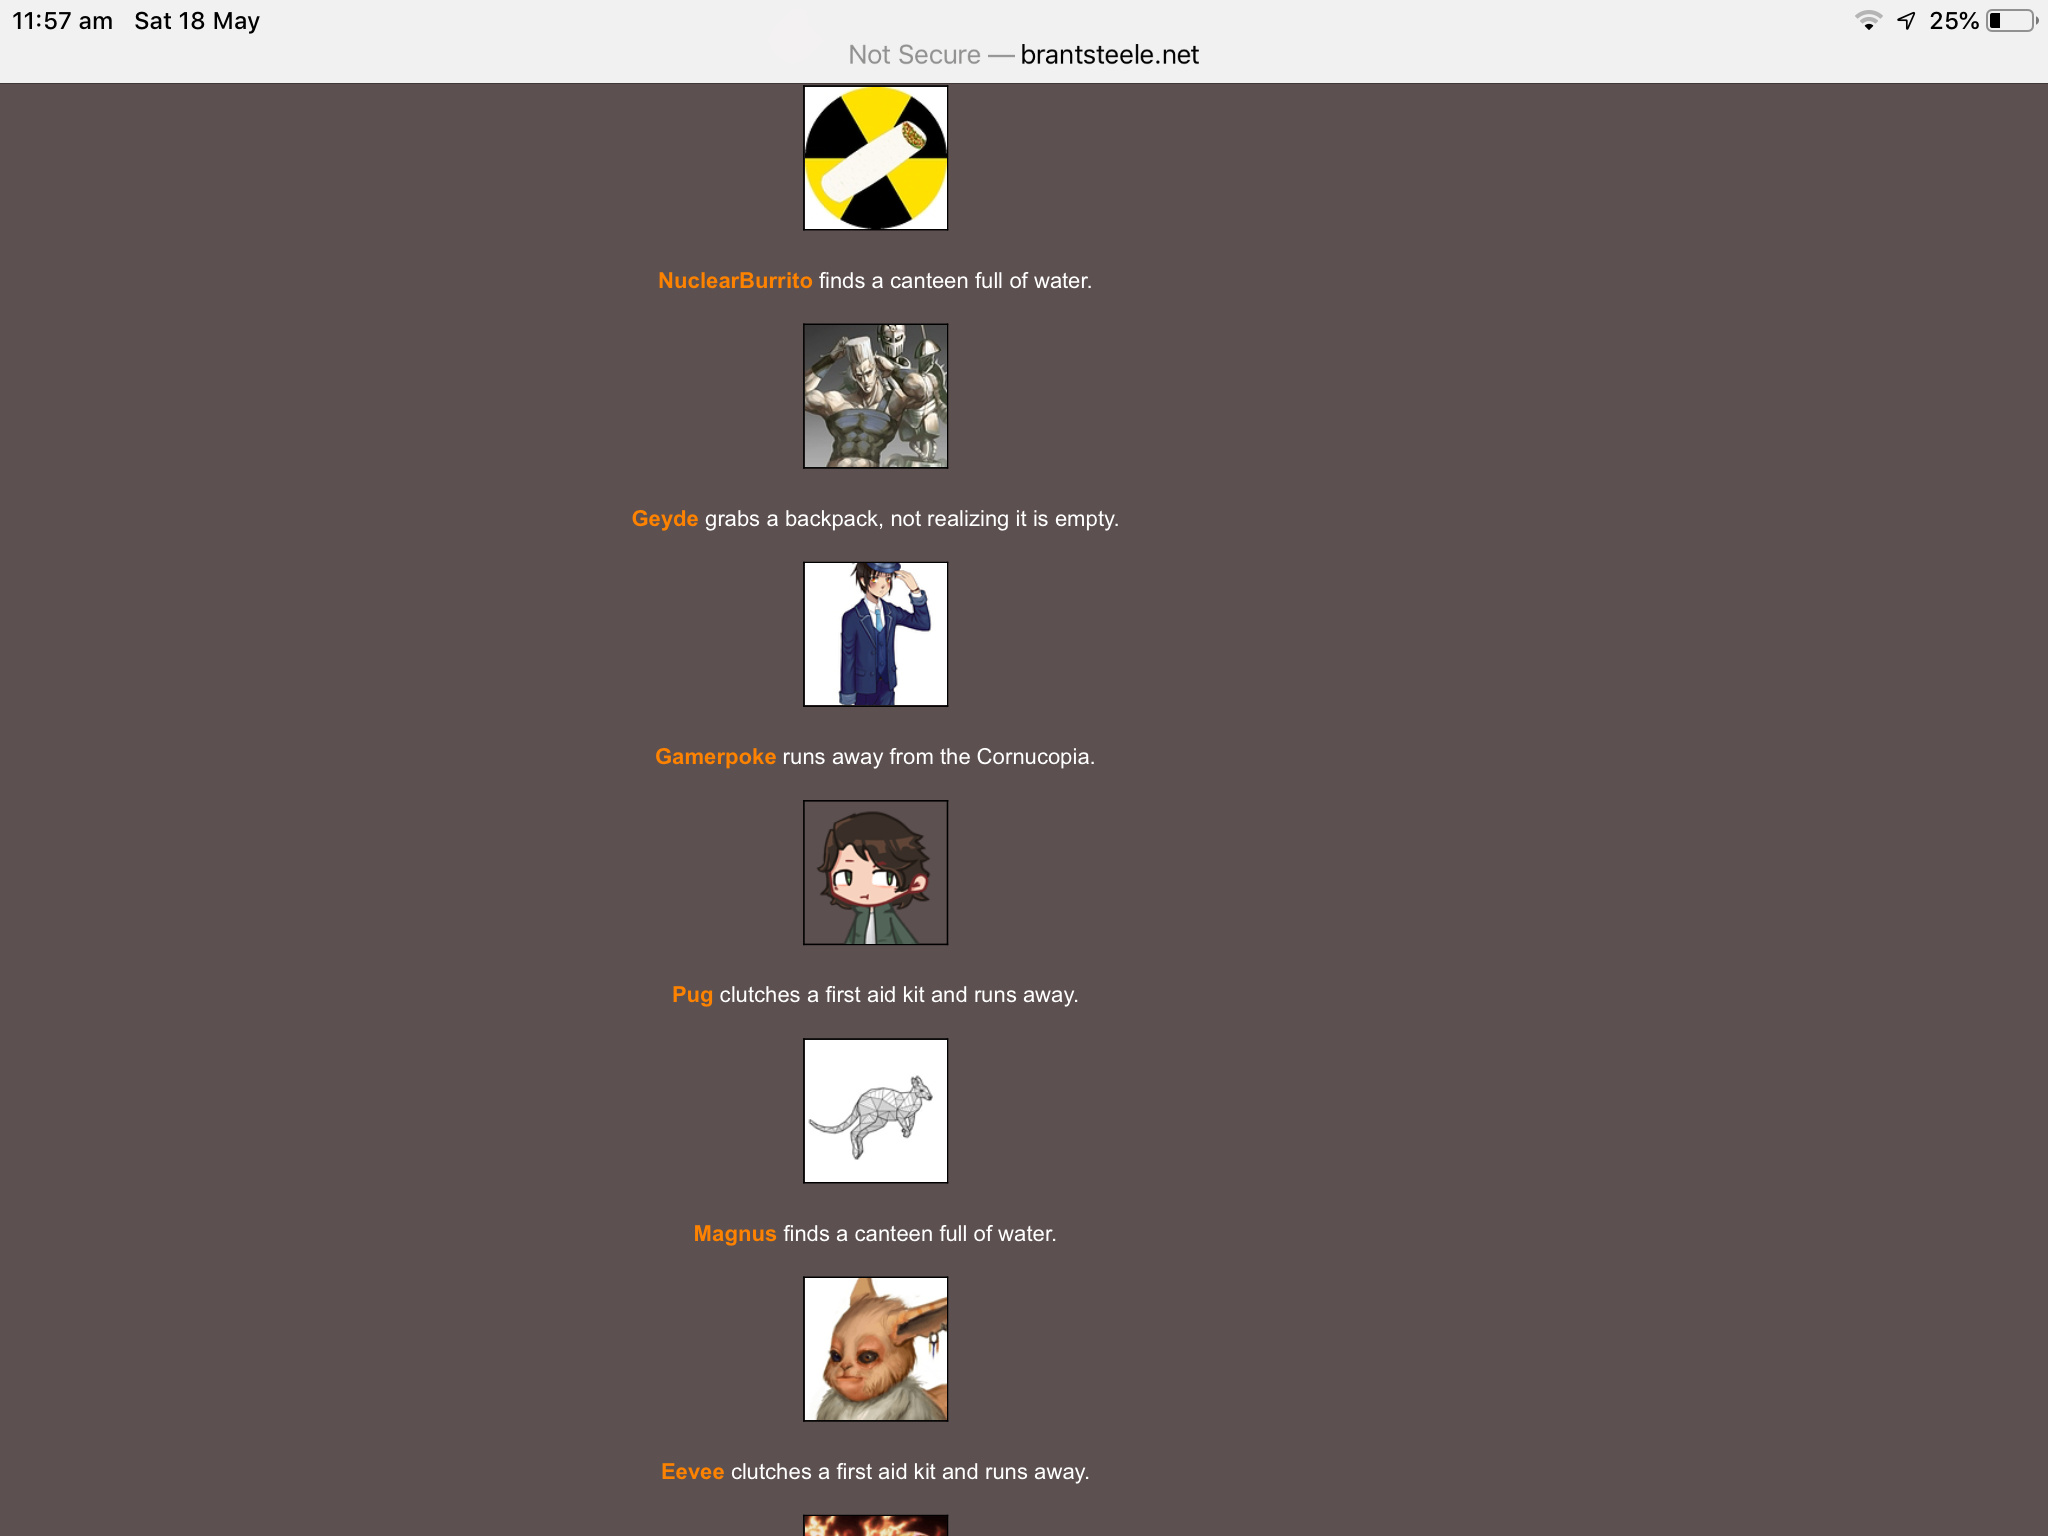 11:57 am Sat 18 May 25%
Not Secure — brantsteele.net
NuclearBurrito finds a canteen full of water.
Geyde grabs a backpack, not realizing it is empty.
Gamerpoke runs away from the Cornucopia.
Pug clutches a first aid kit and runs away.
Magnus finds a canteen full of water.
Eevee clutches a first aid kit and runs away.